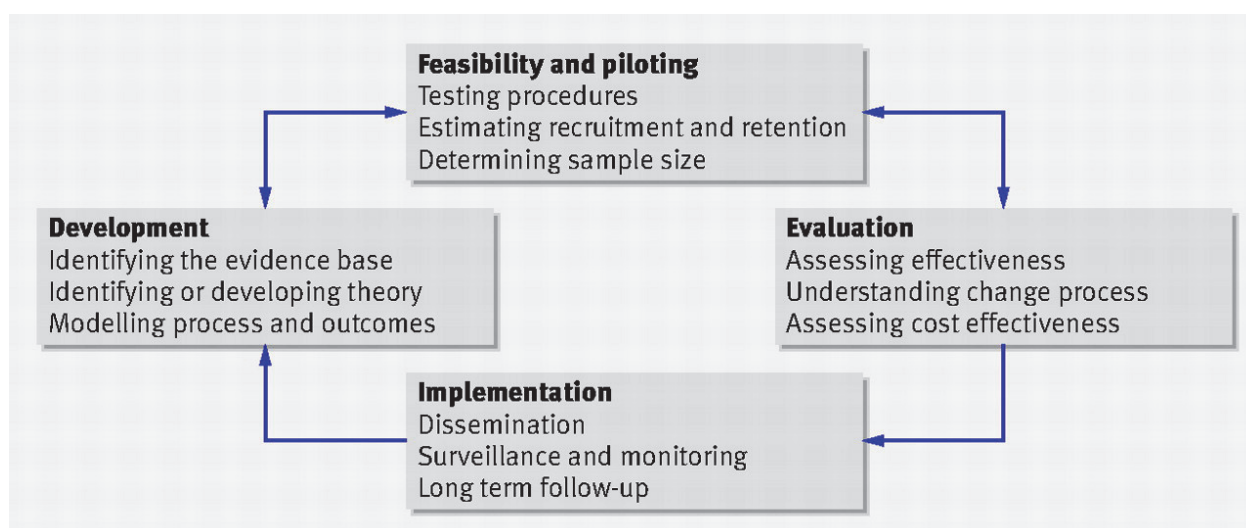 Feasibility and piloting
Testing procedures
Estimating recruitment and retention
Determining sample size
Development
Identifying the evidence base
Identifying or developing theory
Modelling process and outcomes
Evaluation
Assessing effectiveness
Understanding change process
Assessing cost effectiveness
Implementation
Dissemination
Surveillance and monitoring
Long term follow-up